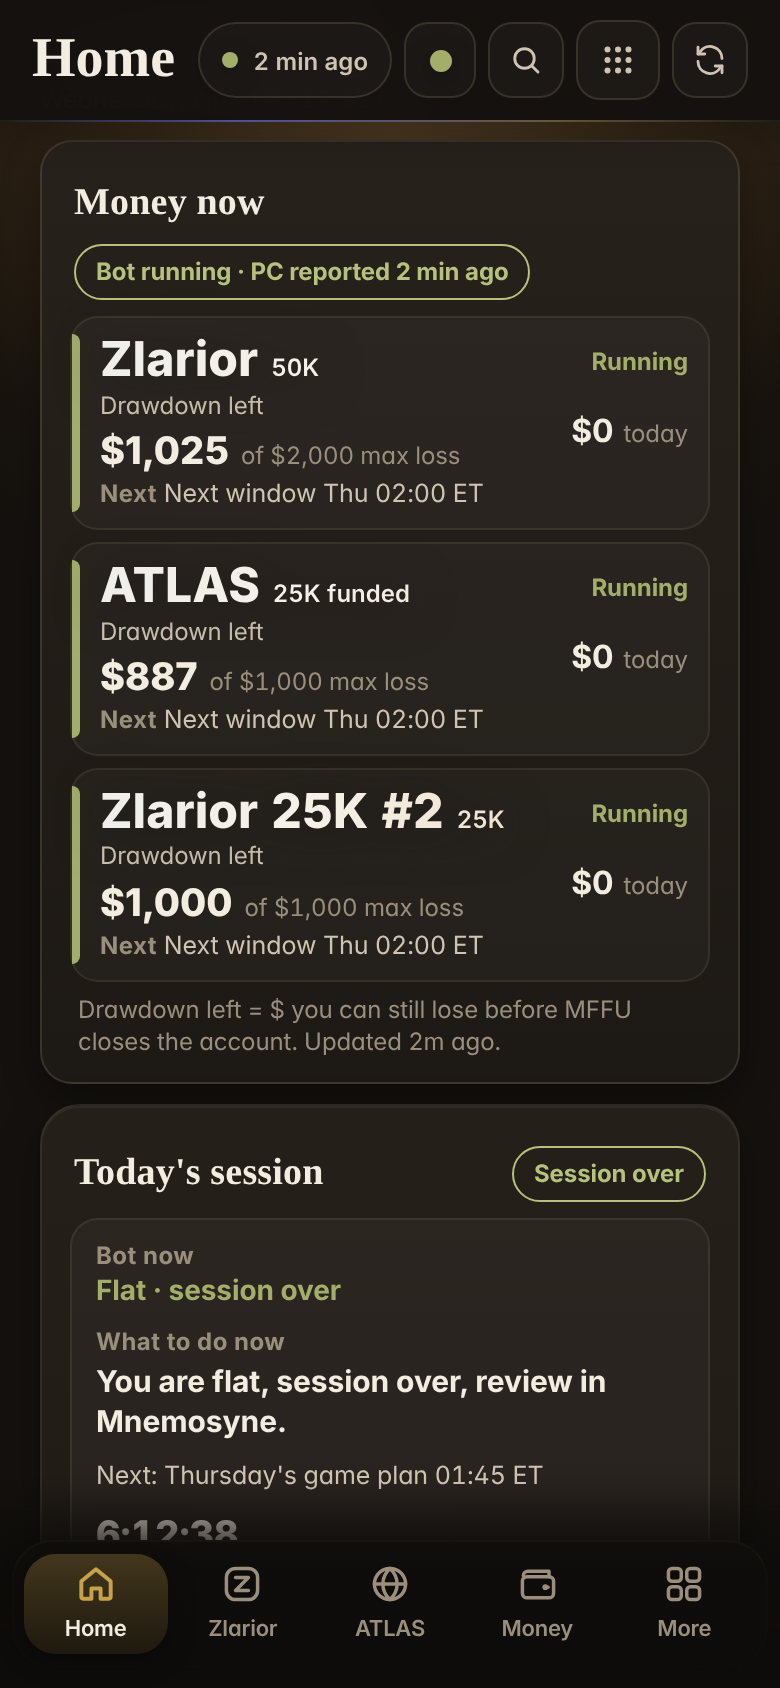 Home
2 min ago
Money now
Bot running · PC reported 2 min ago
Zlarior 50K
Running
Drawdown left
$1,025 of $2,000 max loss
$0 today
Next Next window Thu 02:00 ET
ATLAS 25K funded
Running
Drawdown left
$887 of $1,000 max loss
$0 today
Next Next window Thu 02:00 ET
Zlarior 25K #2 25K
Running
Drawdown left
$1,000 of $1,000 max loss
$0 today
Next Next window Thu 02:00 ET
Drawdown left = $ you can still lose before MFFU
closes the account. Updated 2m ago.
Today's session
Session over
Bot now
Flat · session over
What to do now
You are flat, session over, review in
Mnemosyne.
Next: Thursday's game plan 01:45 ET
6:12:38
Home
Zlarior
ATLAS
Money
More